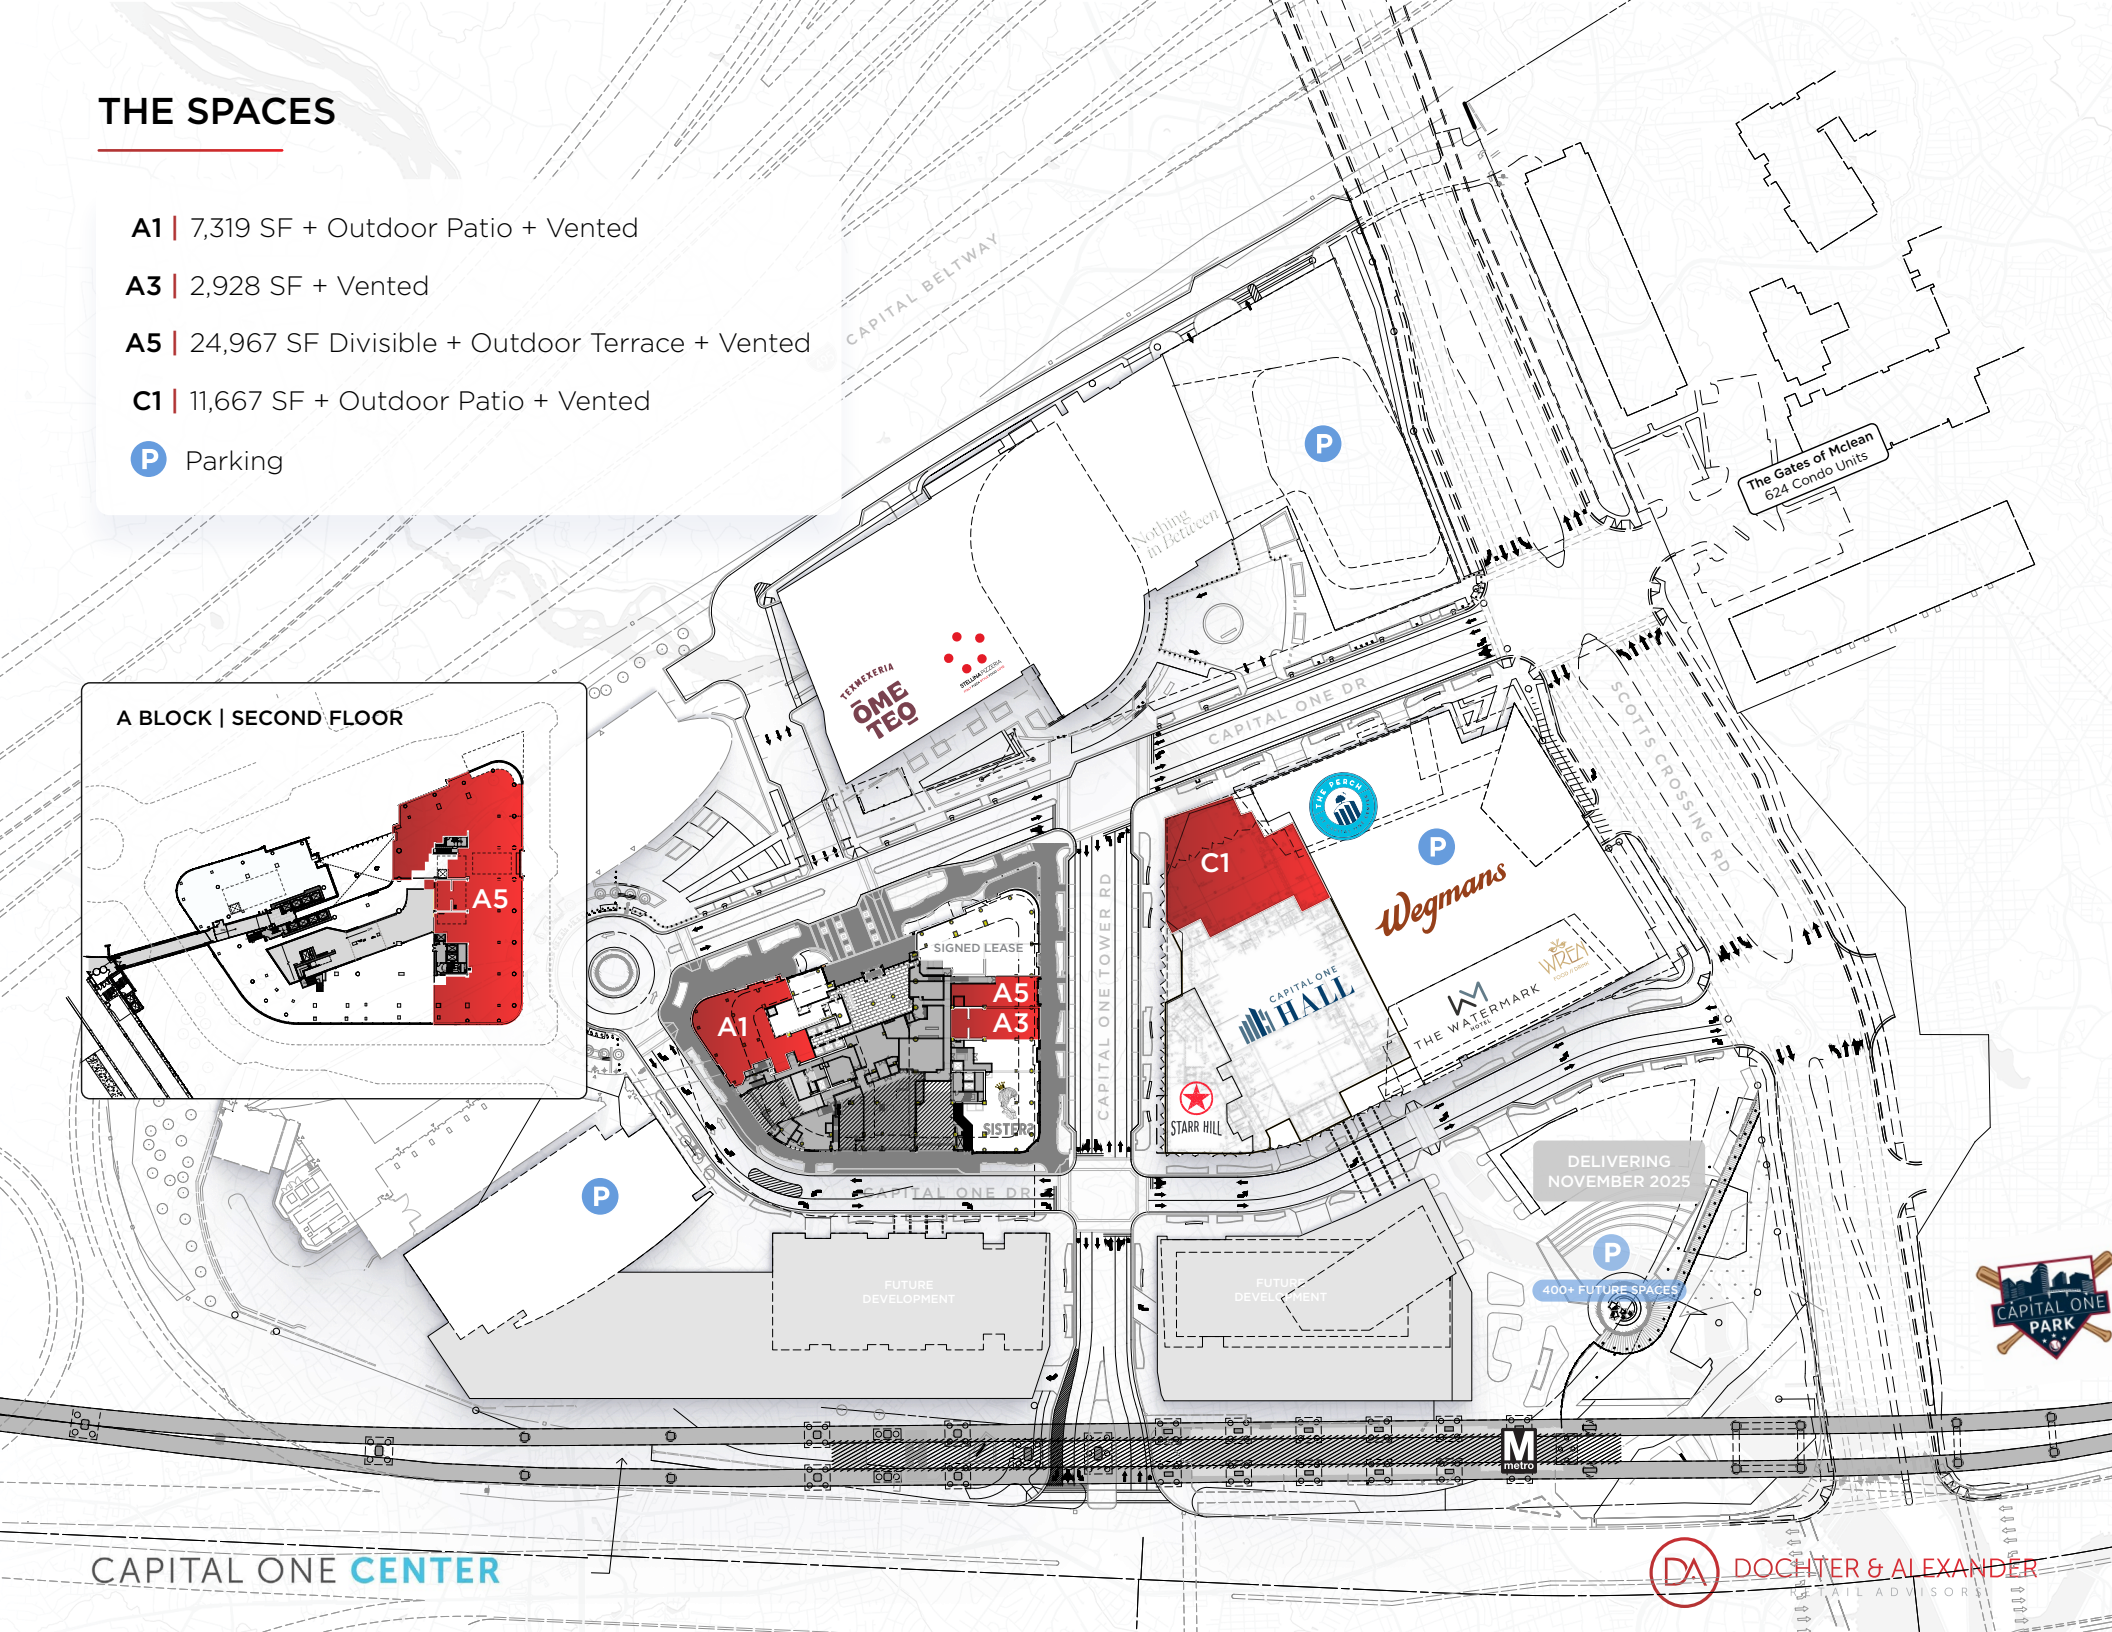 THE SPACES
A1 | 7,319 SF + Outdoor Patio + Vented
A3 | 2,928 SF + Vented
A5 | 24,967 SF Divisible + Outdoor Terrace + Vented
C1 | 11,667 SF + Outdoor Patio + Vented
P Parking
CAPITAL BELTWAY
P
The Gates of Mclean
624 Condo Units
Nothing
in Between
TEXMEXERIA
ŌME
TEO
STELLINA PIZZERIA
CAPITAL ONE DR
SCOTTS CROSSING RD
A BLOCK | SECOND FLOOR
A5
THE PERCH
P
C1
Wegmans
CAPITAL ONE TOWER RD
SIGNED LEASE
A5
A3
A1
CAPITAL ONE
HALL
THE WATERMARK
HOTEL
WREN
FOOD & DRINK
STARR HILL
SISTERS
CAPITAL ONE DR
P
DELIVERING
NOVEMBER 2025
P
400+ FUTURE SPACES
FUTURE
DEVELOPMENT
FUTURE
DEVELOPMENT
CAPITAL ONE
PARK
M
metro
CAPITAL ONE CENTER
DA DOCHTER & ALEXANDER
RETAIL ADVISORS